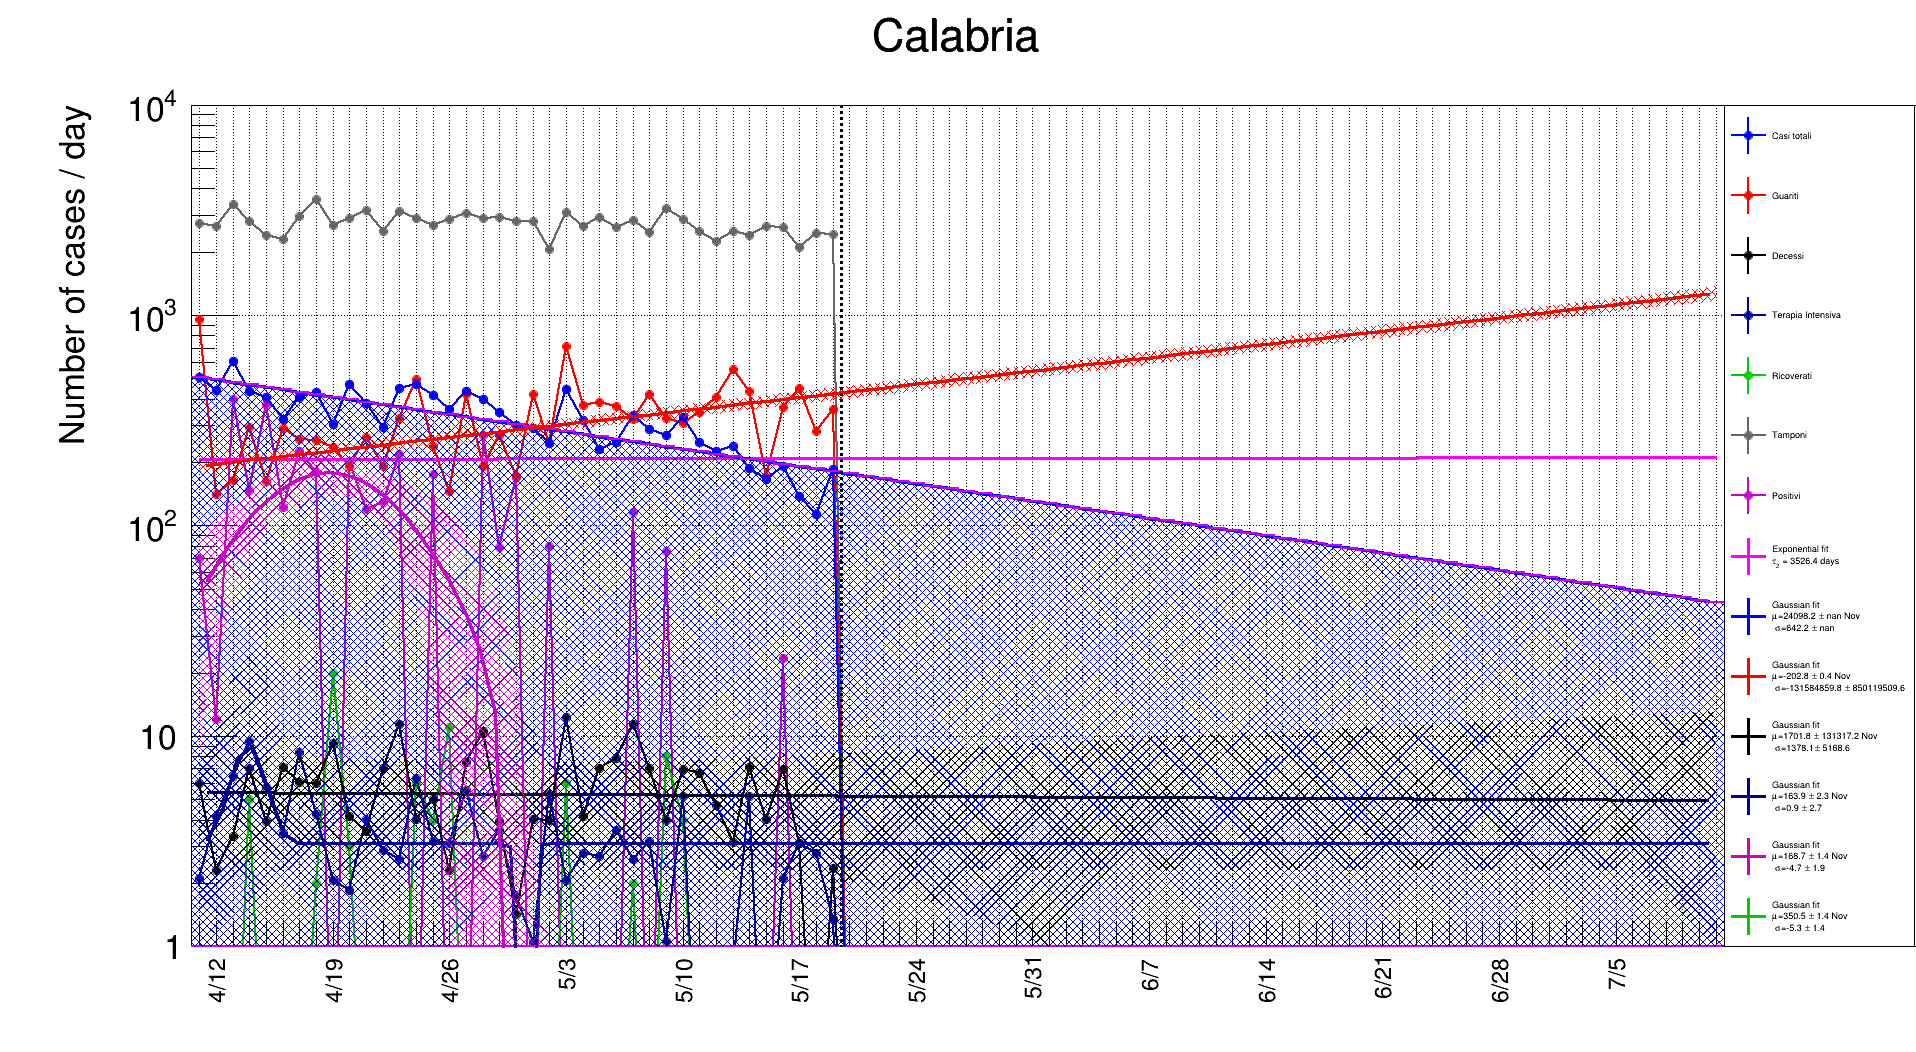 Calabria
Number of cases / day
10^4
10^3
10^2
10
1
4/12
4/19
4/26
5/3
5/10
5/17
5/24
5/31
6/7
6/14
6/21
6/28
7/5
Casi totali
Guariti
Decessi
Terapia Intensiva
Ricoverati
Tamponi
Positivi
Exponential fit
τ_2 = 3526.4 days
Gaussian fit
μ=24098.2 ± nan Nov
σ=642.2 ± nan
Gaussian fit
μ=-202.8 ± 0.4 Nov
σ=-131584859.8 ± 850119509.6
Gaussian fit
μ=1701.8 ± 131317.2 Nov
σ=1378.1 ± 5168.6
Gaussian fit
μ=163.9 ± 2.3 Nov
σ=0.9 ± 2.7
Gaussian fit
μ=168.7 ± 1.4 Nov
σ=-4.7 ± 1.9
Gaussian fit
μ=350.5 ± 1.4 Nov
σ=-5.3 ± 1.4